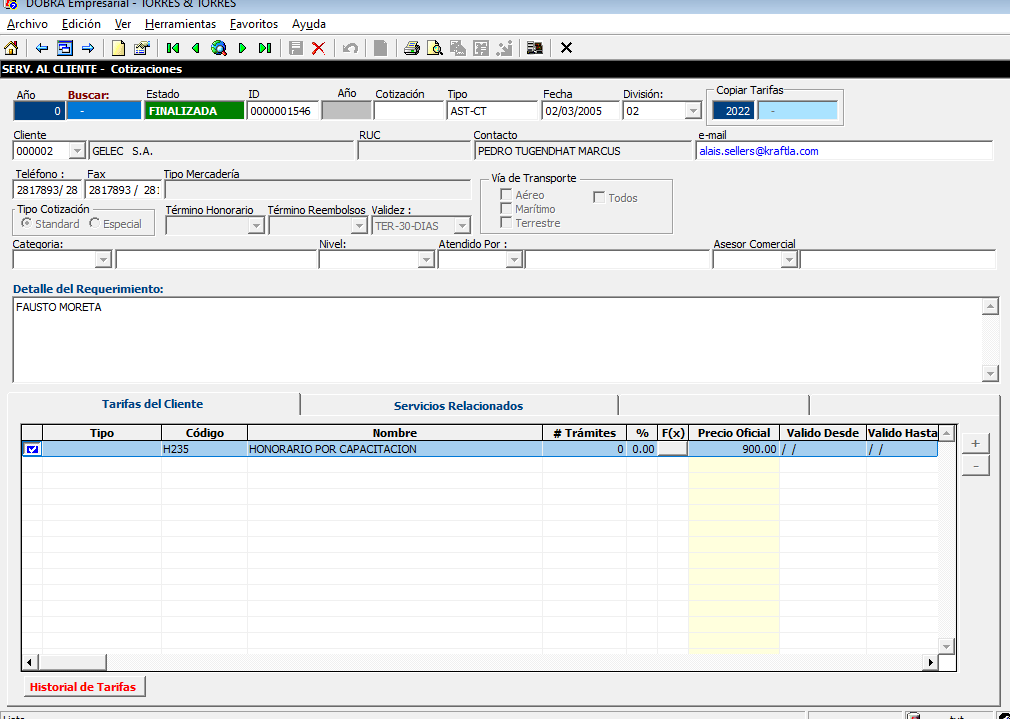 DOBRA Empresarial - TORRES & TORRES
Archivo Edición Ver Herramientas Favoritos Ayuda
SERV. AL CLIENTE - Cotizaciones
Año Buscar: Estado ID Año Cotización Tipo Fecha División: Copiar Tarifas
0 - FINALIZADA 0000001546 AST-CT 02/03/2005 02 2022 -
Cliente RUC Contacto e-mail
000002 GELEC S.A. PEDRO TUGENDHAT MARCUS alais.sellers@kraftla.com
Teléfono : Fax Tipo Mercadería Vía de Transporte
2817893/ 28 2817893 / 281 Aéreo Todos
Tipo Cotización Término Honorario Término Reembolsos Validez : Marítimo
Standard Especial TER-30-DIAS Terrestre
Categoria: Nivel: Atendido Por : Asesor Comercial
Detalle del Requerimiento:
FAUSTO MORETA
Tarifas del Cliente Servicios Relacionados
Tipo Código Nombre # Trámites % F(x) Precio Oficial Valido Desde Valido Hasta
H235 HONORARIO POR CAPACITACION 0 0.00 900.00 / / / /
+
-
Historial de Tarifas